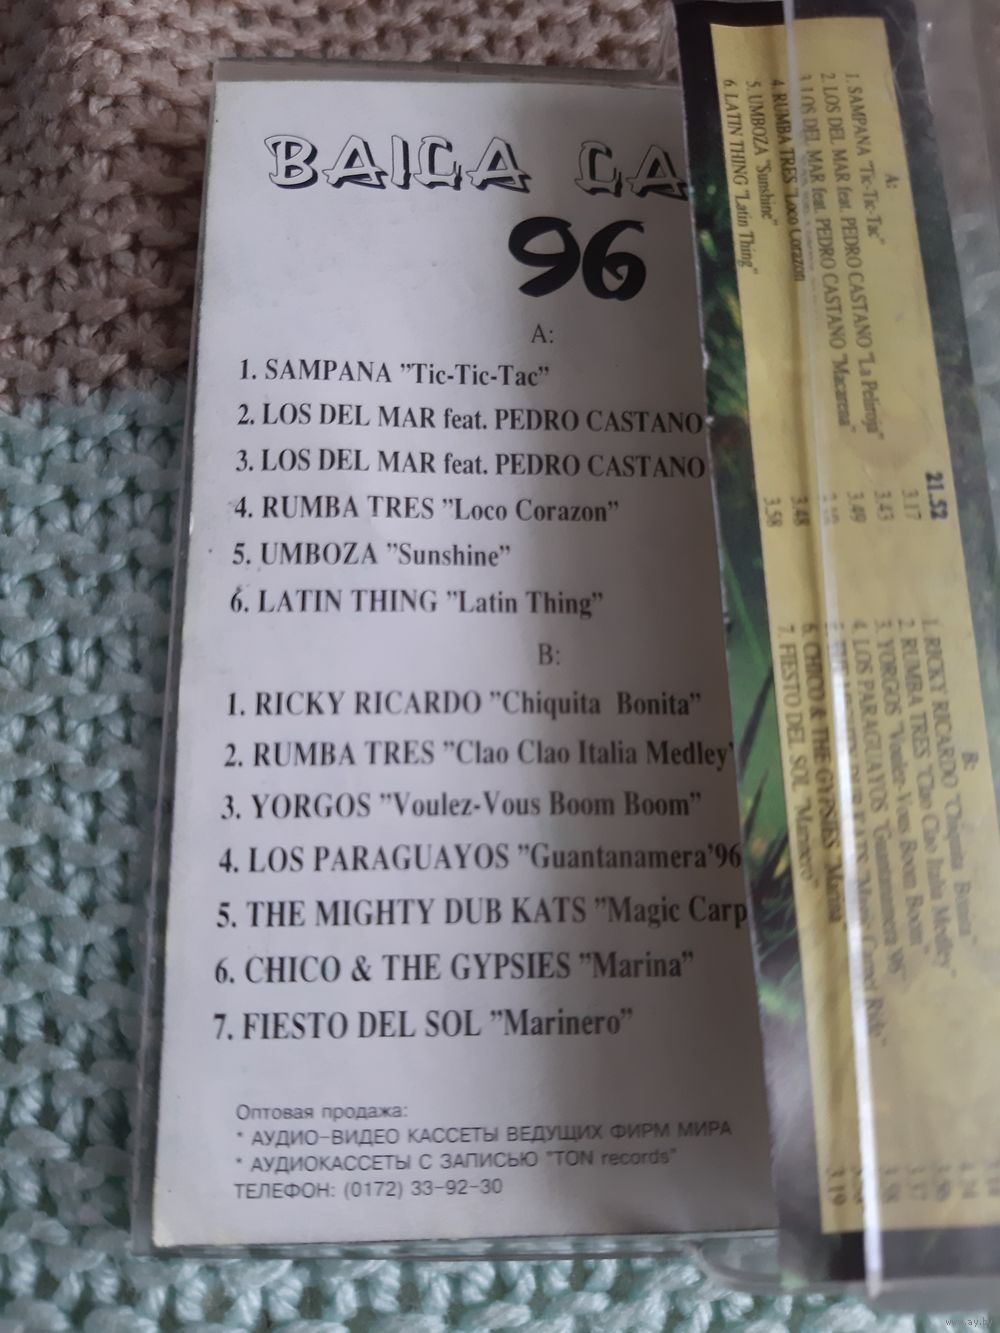 BAILA LA
96
A:
1. SAMPANA "Tic-Tic-Tac"
2. LOS DEL MAR feat. PEDRO CASTANO
3. LOS DEL MAR feat. PEDRO CASTANO
4. RUMBA TRES "Loco Corazon"
5. UMBOZA "Sunshine"
6. LATIN THING "Latin Thing"
B:
1. RICKY RICARDO "Chiquita Bonita"
2. RUMBA TRES "Clao Clao Italia Medley"
3. YORGOS "Voulez-Vous Boom Boom"
4. LOS PARAGUAYOS "Guantanamera'96
5. THE MIGHTY DUB KATS "Magic Carp
6. CHICO & THE GYPSIES "Marina"
7. FIESTO DEL SOL "Marinero"
Оптовая продажа:
* АУДИО-ВИДЕО КАССЕТЫ ВЕДУЩИХ ФИРМ МИРА
* АУДИОКАССЕТЫ С ЗАПИСЬЮ "TON records"
ТЕЛЕФОН: (0172) 33-92-30
A:
21.52
1. SAMPANA "Tic-Tic-Tac" 3.17
2. LOS DEL MAR feat. PEDRO CASTANO "La Pelinoja" 3.43
3. LOS DEL MAR feat. PEDRO CASTANO "Macarena" 3.49
4. RUMBA TRES "Loco Corazon
5. UMBOZA "Sunshine" 3.48
6. LATIN THING "Latin Thing" 3.58
B:
1. RICKY RICARDO "Chiquita Bonita"
2. RUMBA TRES "Clao Clao Italia Medley"
3. YORGOS "Voulez-Vous Boom Boom"
4. LOS PARAGUAYOS "Guantanamera '96"
6. CHICO & THE GYPSIES "Marina"
7. FIESTO DEL SOL "Marinero" 3.19
www.ay.by